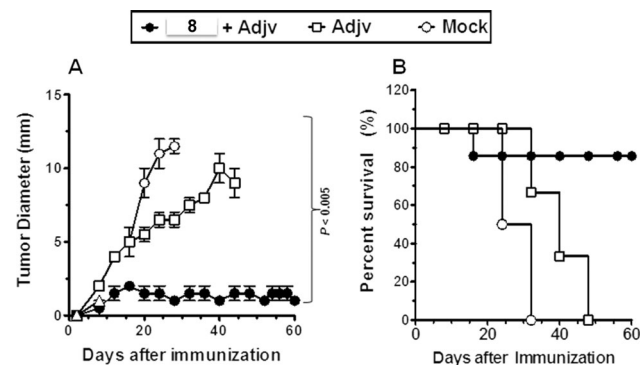 8 + Adjv Adjv Mock
A
15
10
5
0
0 20 40 60
Tumor Diameter (mm)
Days after immunization
P < 0.005
B
120
100
80
60
40
20
0
0 20 40 60
Percent survival (%)
Days after Immunization